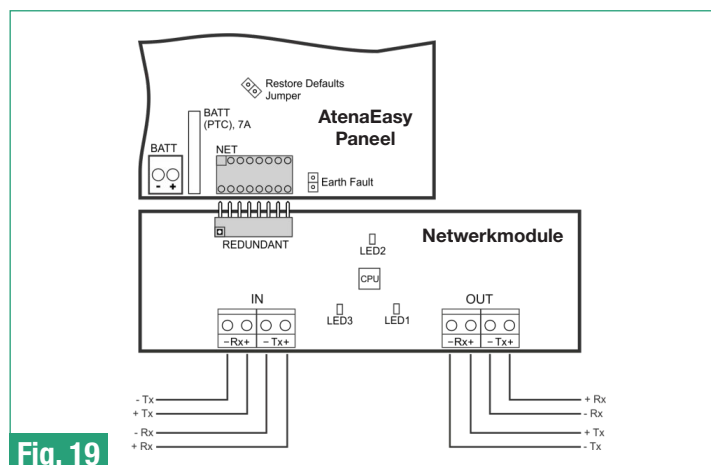 Restore Defaults
Jumper
BATT
(PTC), 7A
AtenaEasy
Paneel
BATT
NET
- +
Earth Fault
REDUNDANT
Netwerkmodule
LED2
CPU
IN
OUT
LED3
LED1
−Rx+ −Tx+
−Rx+ −Tx+
- Tx
+ Tx
- Rx
+ Rx
+ Rx
- Rx
+ Tx
- Tx
Fig. 19